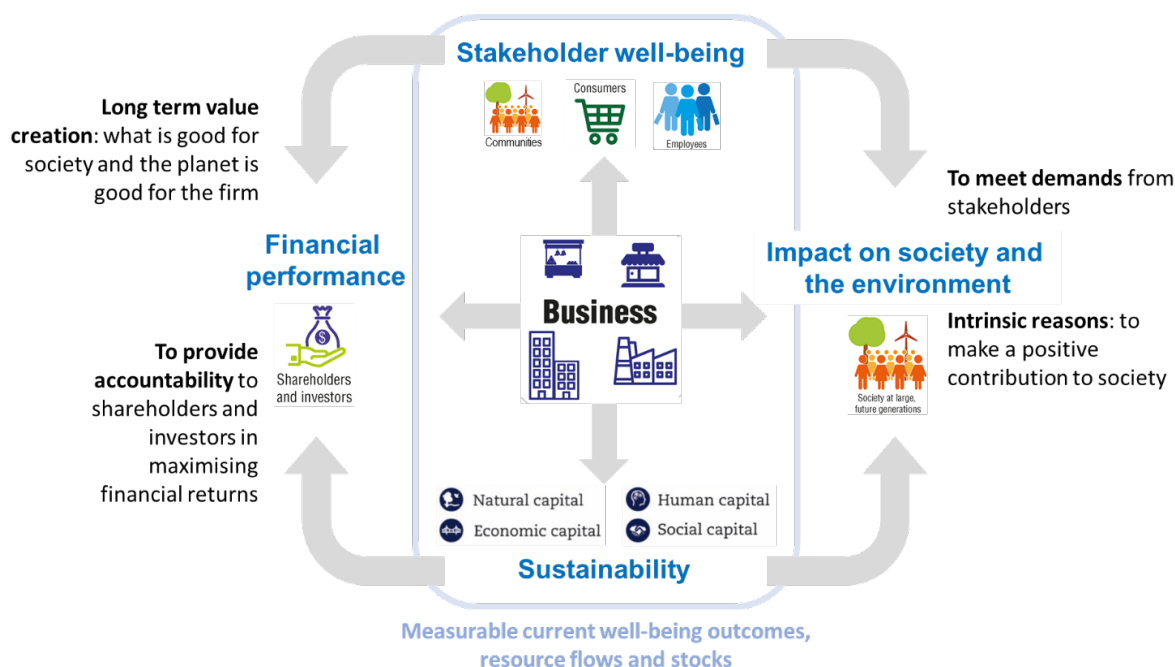 Stakeholder well-being
Communities
Consumers
Employees
Long term value
creation: what is good for
society and the planet is
good for the firm
To meet demands from
stakeholders
Financial
performance
Business
Impact on society and
the environment
$
Shareholders
and investors
To provide
accountability to
shareholders and
investors in
maximising
financial returns
Intrinsic reasons: to
make a positive
contribution to society
Society at large,
future generations
Natural capital
Human capital
Economic capital
Social capital
Sustainability
Measurable current well-being outcomes,
resource flows and stocks